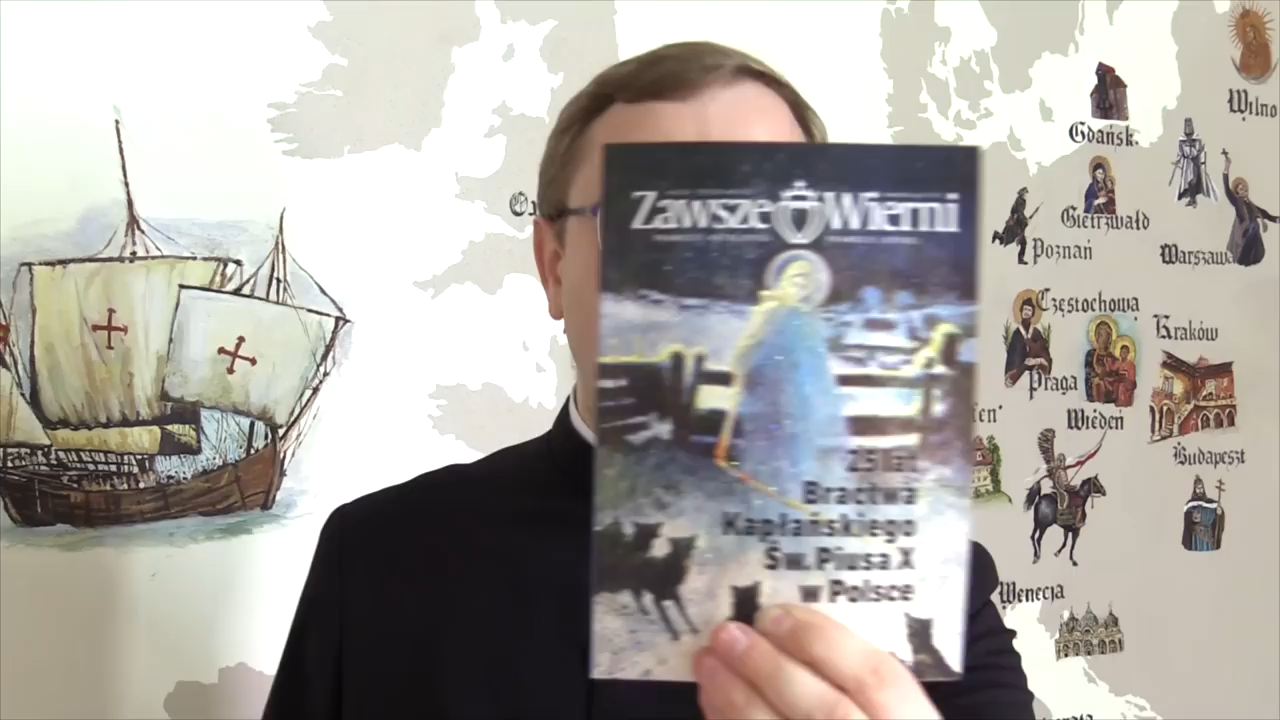 Zawsze Wierni
25 lat
Bractwa
Kapłańskiego
Św. Piusa X
w Polsce
Wilno
Gdańsk
Gietrzwałd
Poznań
Warszawa
Częstochowa
Kraków
Praga
Wiedeń
Budapeszt
Wenecja